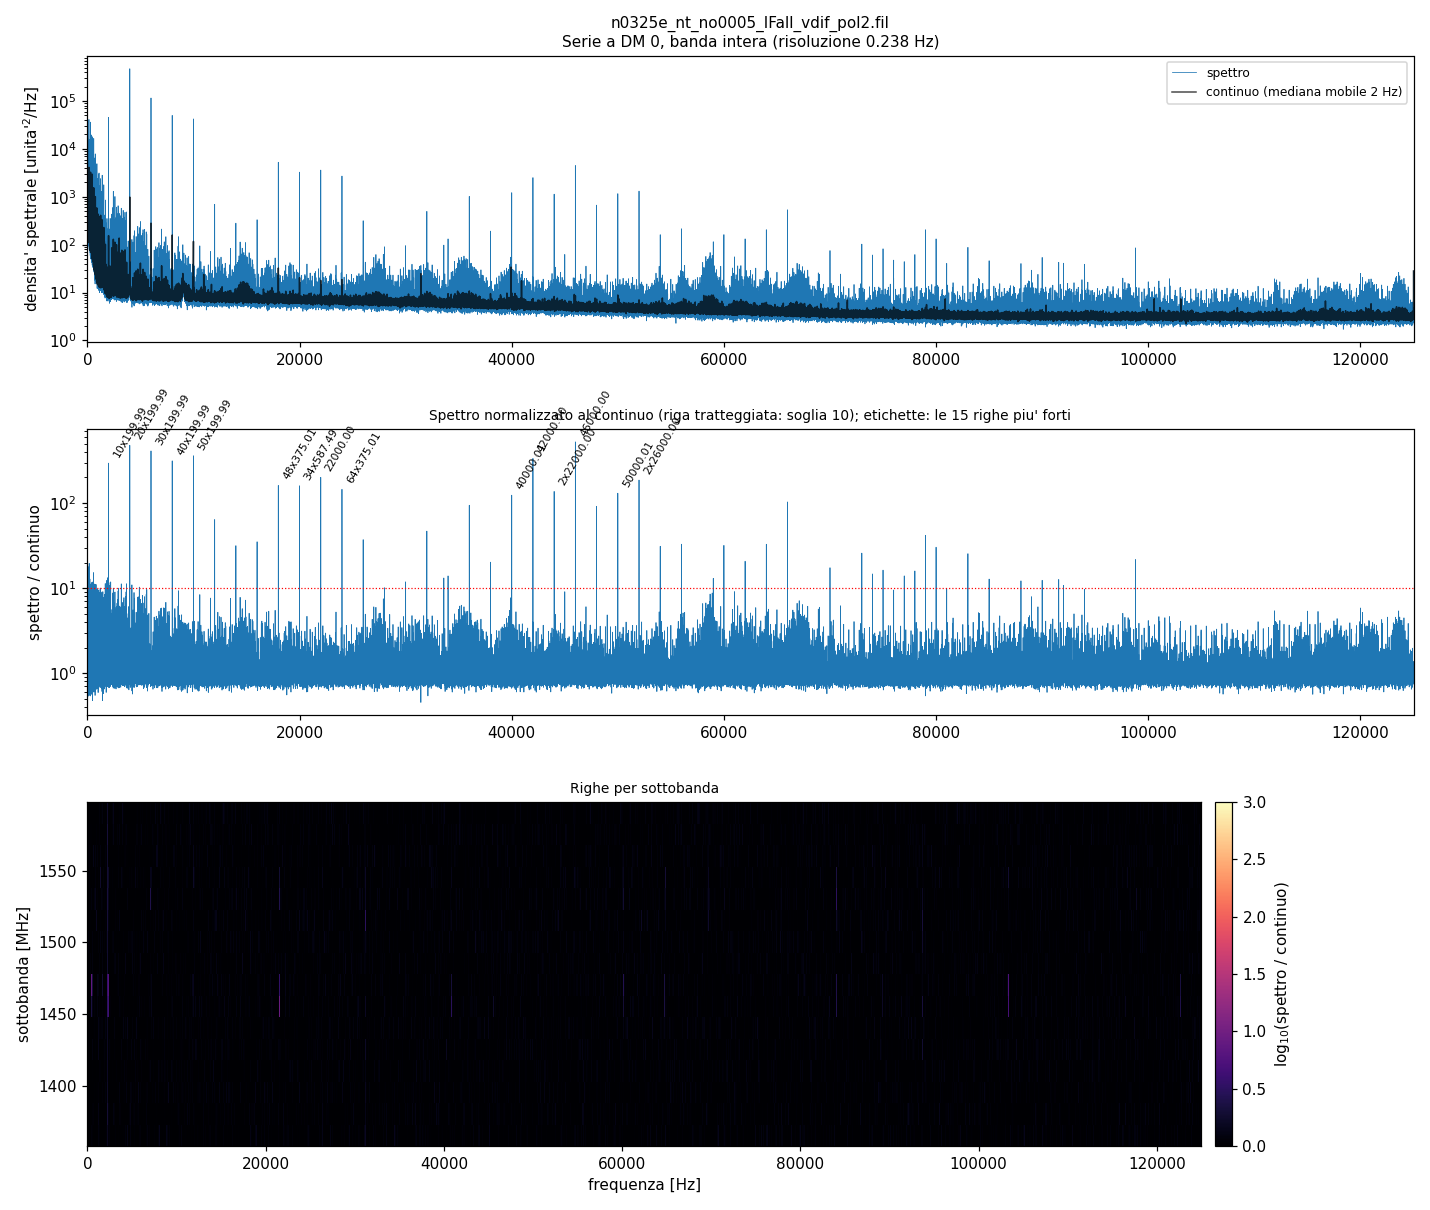 n0325e_nt_no0005_IFall_vdif_pol2.fil
Serie a DM 0, banda intera (risoluzione 0.238 Hz)
densita' spettrale [unita'²/Hz]
10⁵
10⁴
10³
10²
10¹
10⁰
spettro
continuo (mediana mobile 2 Hz)
0 20000 40000 60000 80000 100000 120000
Spettro normalizzato al continuo (riga tratteggiata: soglia 10); etichette: le 15 righe piu' forti
10x199.99
20x199.99
30x199.99
40x199.99
50x199.99
48x375.01
34x587.49
22000.00
64x375.01
40000.01
42000.00
2x22000.00
46000.00
50000.01
2x26000.00
spettro / continuo
10²
10¹
10⁰
0 20000 40000 60000 80000 100000 120000
Righe per sottobanda
sottobanda [MHz]
1550
1500
1450
1400
0 20000 40000 60000 80000 100000 120000
frequenza [Hz]
3.0
2.5
2.0
1.5
1.0
0.5
0.0
log₁₀(spettro / continuo)